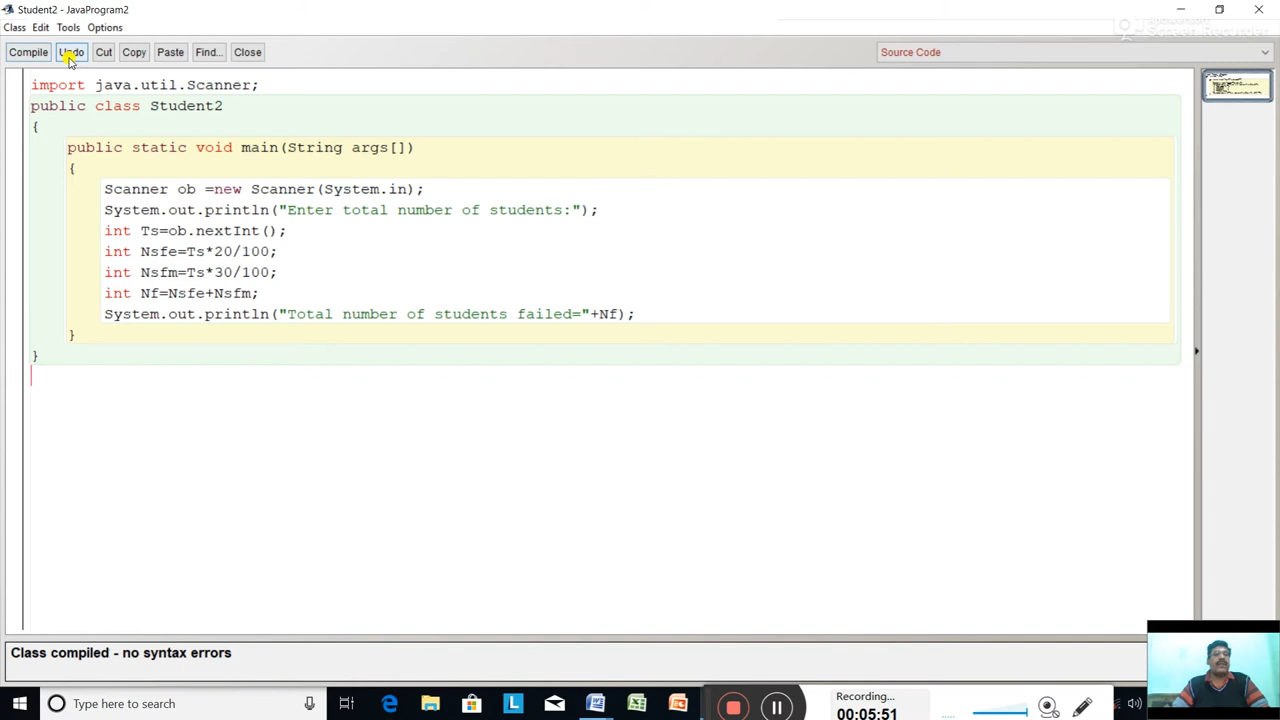 Student2 - JavaProgram2
Class Edit Tools Options
Compile Undo Cut Copy Paste Find... Close Source Code
Screen Recorder
import java.util.Scanner;
public class Student2
{
public static void main(String args[])
{
Scanner ob =new Scanner(System.in);
System.out.println("Enter total number of students:");
int Ts=ob.nextInt();
int Nsfe=Ts*20/100;
int Nsfm=Ts*30/100;
int Nf=Nsfe+Nsfm;
System.out.println("Total number of students failed="+Nf);
}
}
Class compiled - no syntax errors
Type here to search
Recording...
00:05:51